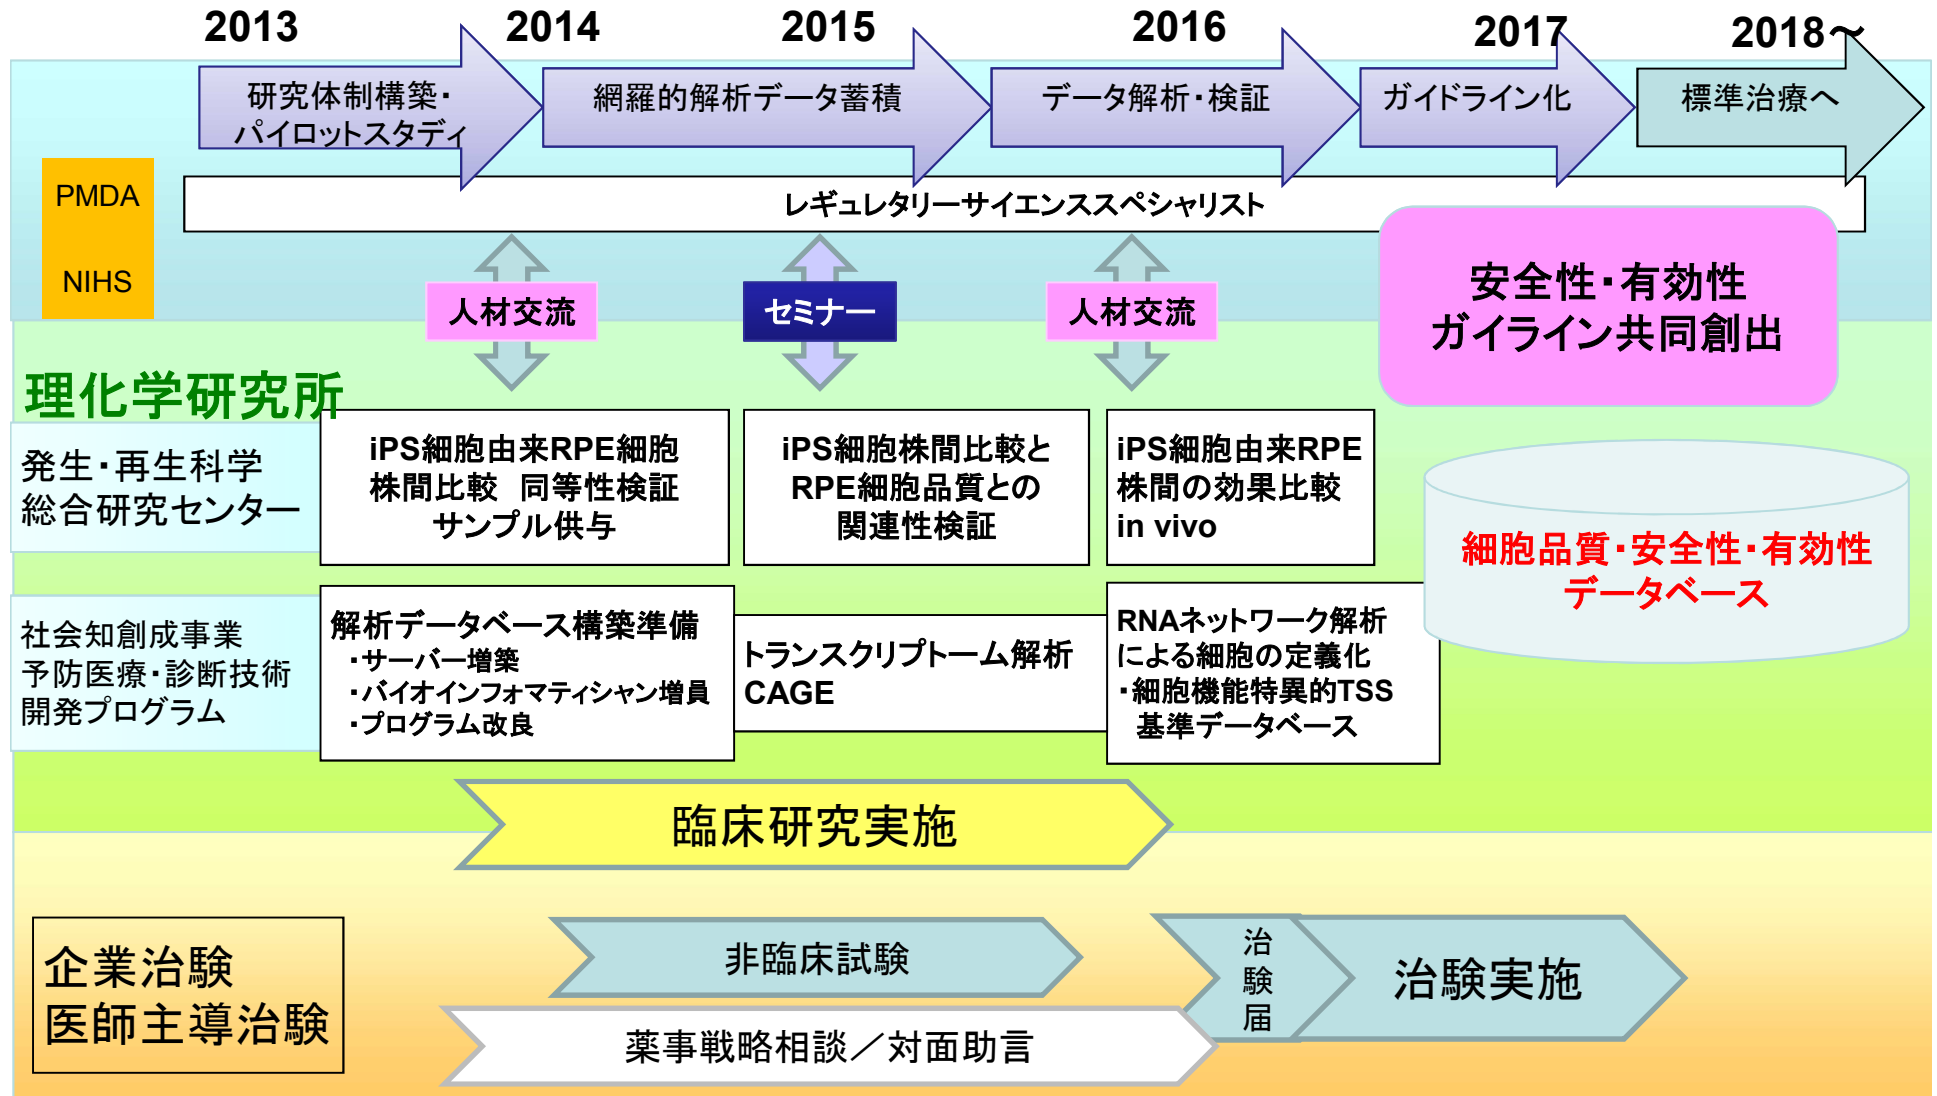 2013
2014
2015
2016
2017
2018～
研究体制構築・
パイロットスタディ
網羅的解析データ蓄積
データ解析・検証
ガイドライン化
標準治療へ
PMDA
NIHS
レギュレタリーサイエンススペシャリスト
人材交流
セミナー
人材交流
安全性・有効性
ガイライン共同創出
理化学研究所
発生・再生科学
総合研究センター
iPS細胞由来RPE細胞
株間比較　同等性検証
サンプル供与
iPS細胞株間比較と
RPE細胞品質との
関連性検証
iPS細胞由来RPE
株間の効果比較
in vivo
細胞品質・安全性・有効性
データベース
社会知創成事業
予防医療・診断技術
開発プログラム
解析データベース構築準備
・サーバー増築
・バイオインフォマティシャン増員
・プログラム改良
トランスクリプトーム解析
CAGE
RNAネットワーク解析
による細胞の定義化
・細胞機能特異的TSS
基準データベース
臨床研究実施
企業治験
医師主導治験
非臨床試験
治験届
治験実施
薬事戦略相談／対面助言